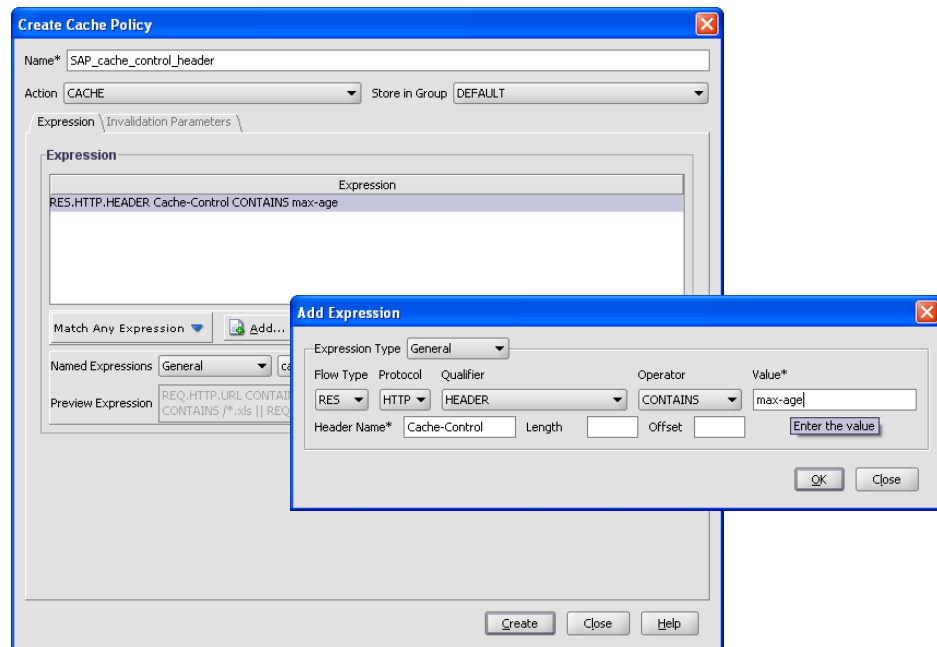 Create Cache Policy
Name* SAP_cache_control_header
Action CACHE Store in Group DEFAULT
Expression Invalidation Parameters
Expression
Expression
RES.HTTP.HEADER Cache-Control CONTAINS max-age
Match Any Expression Add...
Named Expressions General ca
Preview Expression REQ.HTTP.URL CONTAI
CONTAINS /*.xls || REQ
Create Close Help
Add Expression
Expression Type General
Flow Type Protocol Qualifier Operator Value*
RES HTTP HEADER CONTAINS max-age
Header Name* Cache-Control Length Offset Enter the value
OK Close